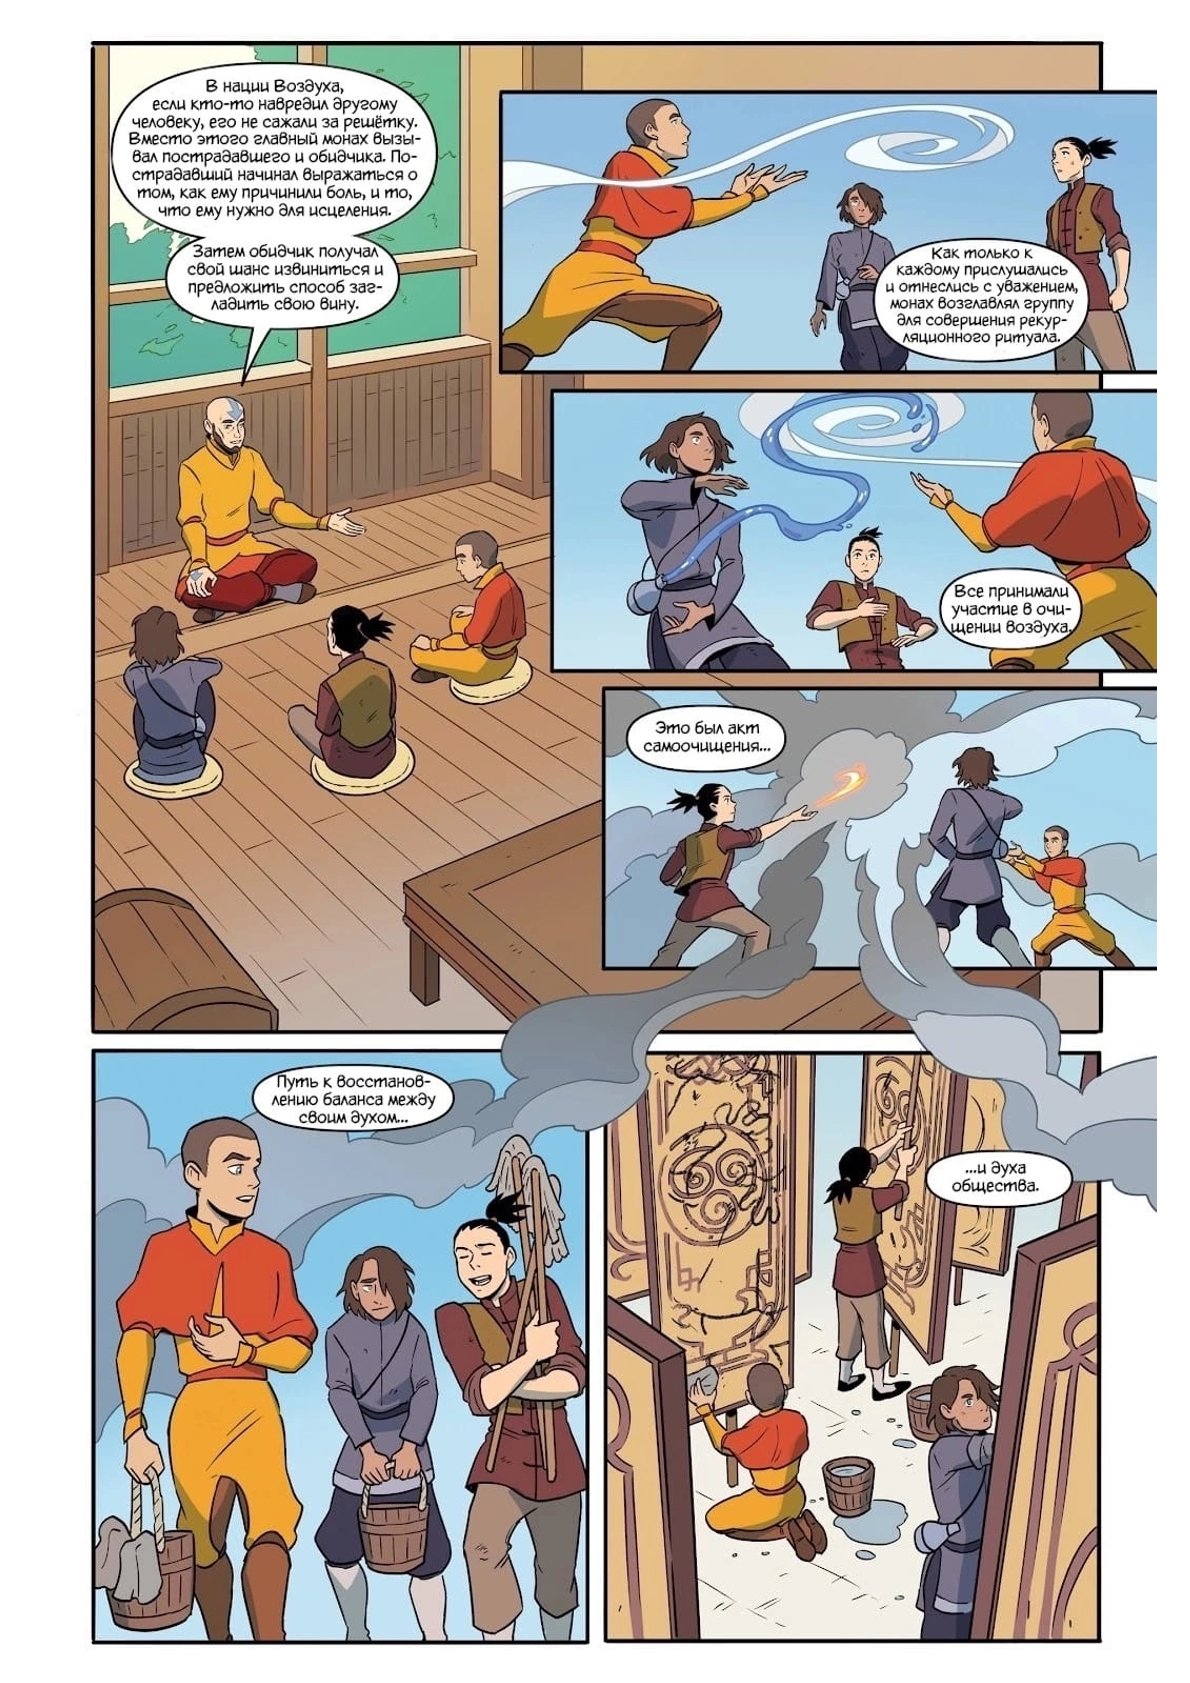 В нации Воздуха,
если кто-то навредил другому
человеку, его не сажали за решётку.
Вместо этого главный монах вызы-
вал пострадавшего и обидчика. По-
страдавший начинал выражаться о
том, как ему причинили боль, и то,
что ему нужно для исцеления.
Затем обидчик получал
свой шанс извиниться и
предложить способ заг-
ладить свою вину.
Как только к
каждому прислушались
и отнеслись с уважением,
монах возглавлял группу
для совершения рекур-
ляционного ритуала.
Все принимали
участие в очи-
щении воздуха.
Это был акт
самоочищения...
Путь к восстанов-
лению баланса между
своим духом...
...и духа
общества.